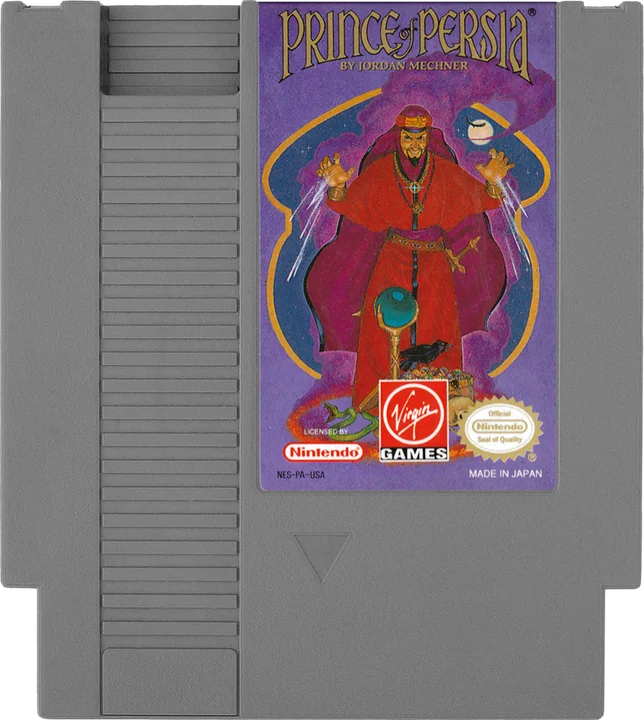 PRINCE of PERSIA®
BY JORDAN MECHNER
LICENSED BY
Nintendo®
NES-PA-USA
Virgin
GAMES
Official
Nintendo
Seal of Quality
®
MADE IN JAPAN